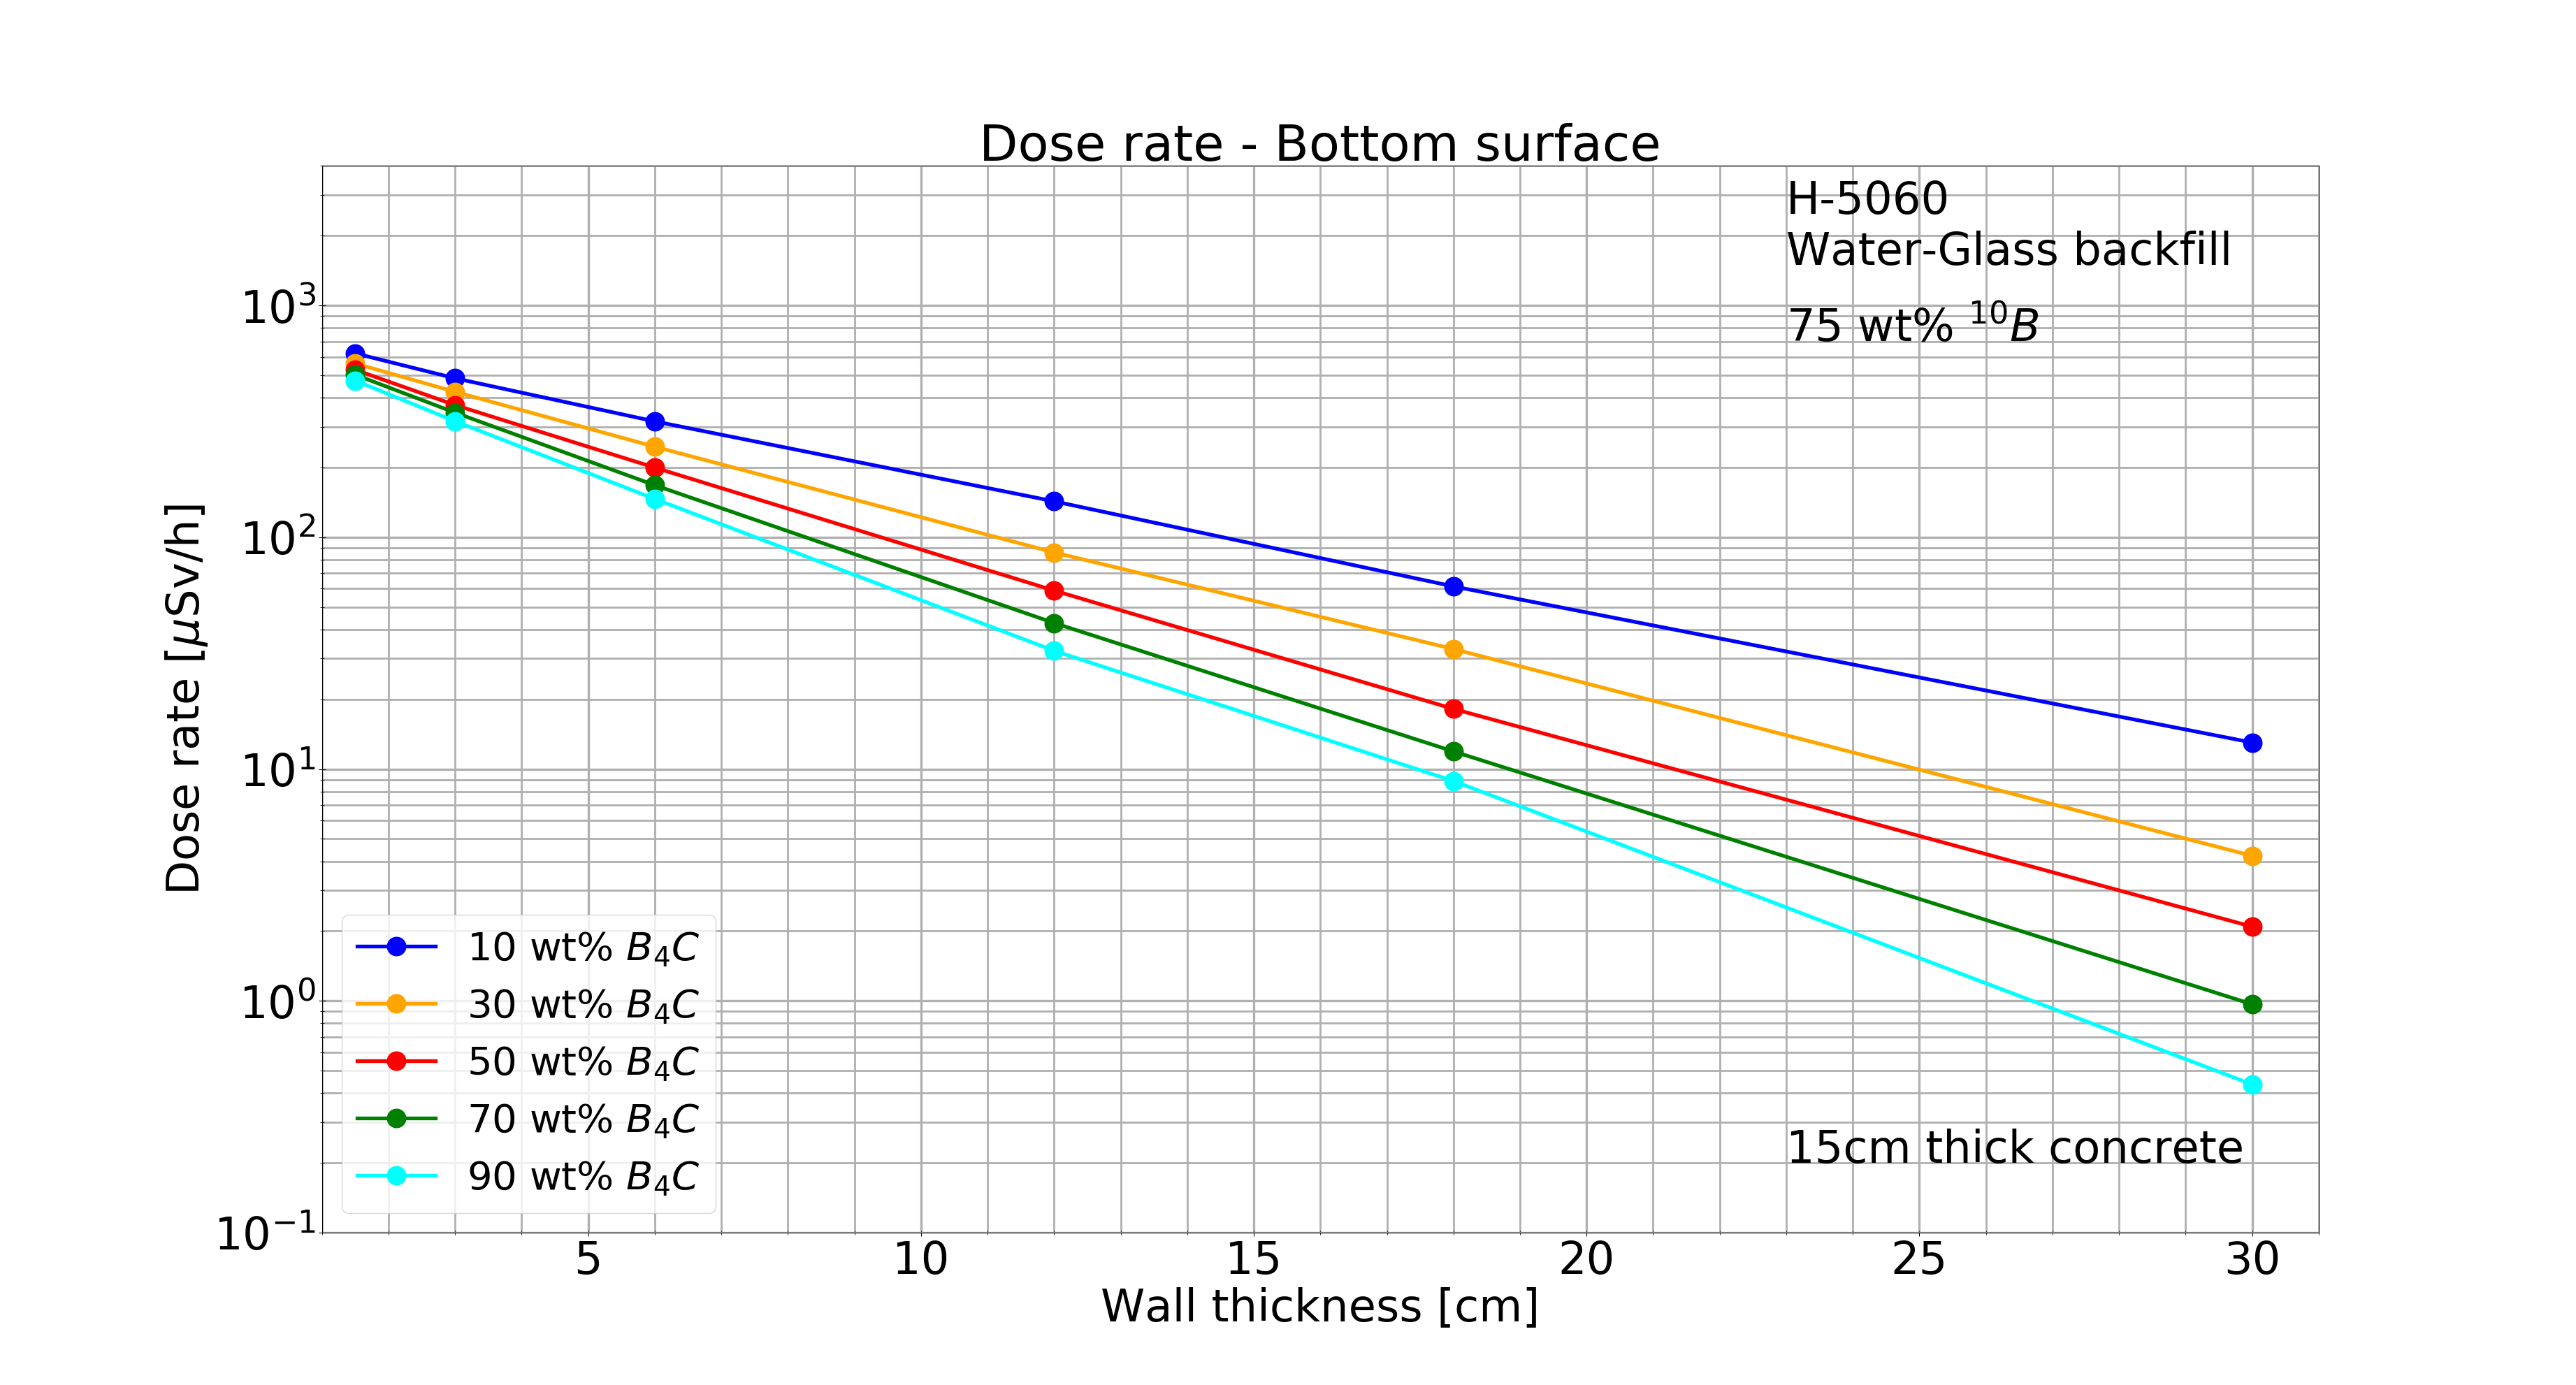 Dose rate - Bottom surface
H-5060
Water-Glass backfill
75 wt% ¹⁰B
Dose rate [μSv/h]
10³
10²
10¹
10⁰
10⁻¹
10 wt% B₄C
30 wt% B₄C
50 wt% B₄C
70 wt% B₄C
90 wt% B₄C
15cm thick concrete
5 10 15 20 25 30
Wall thickness [cm]